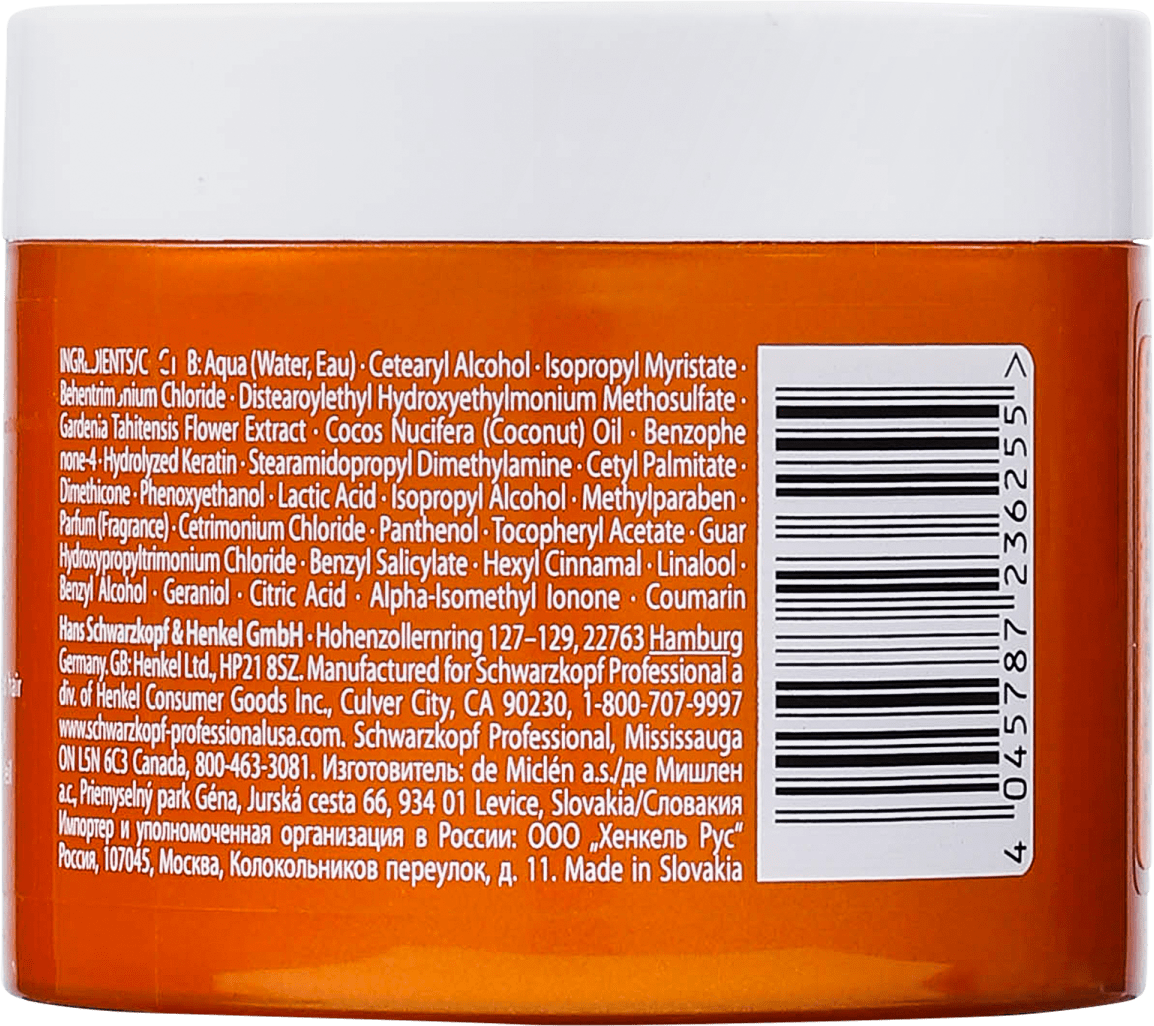 B: Aqua (Water, Eau) · Cetearyl Alcohol · Isopropyl Myristate ·
Chloride · Distearoylethyl Hydroxyethylmonium Methosulfate ·
Gardenia Tahitensis Flower Extract · Cocos Nucifera (Coconut) Oil · Benzophe
none-4 · Hydrolyzed Keratin · Stearamidopropyl Dimethylamine · Cetyl Palmitate ·
Dimethicone · Phenoxyethanol · Lactic Acid · Isopropyl Alcohol · Methylparaben ·
Parfum (Fragrance) · Cetrimonium Chloride · Panthenol · Tocopheryl Acetate · Guar
Hydroxypropyltrimonium Chloride · Benzyl Salicylate · Hexyl Cinnamal · Linalool ·
Benzyl Alcohol · Geraniol · Citric Acid · Alpha-Isomethyl Ionone · Coumarin
Hans Schwarzkopf & Henkel GmbH · Hohenzollernring 127–129, 22763 Hamburg
Germany. GB: Henkel Ltd., HP21 8SZ. Manufactured for Schwarzkopf Professional a
div. of Henkel Consumer Goods Inc., Culver City, CA 90230, 1-800-707-9997
www.schwarzkopf-professionalusa.com. Schwarzkopf Professional, Mississauga
ON L5N 6C3 Canada, 800-463-3081. Изготовитель: de Miclén a.s./де Мишлен
а.с, Priemyselný park Géna, Jurská cesta 66, 934 01 Levice, Slovakia/Словакия
Импортер и уполномоченная организация в России: ООО „Хенкель Рус“
Россия, 107045, Москва, Колокольников переулок, д. 11. Made in Slovakia
4 045787 236255 >
hair